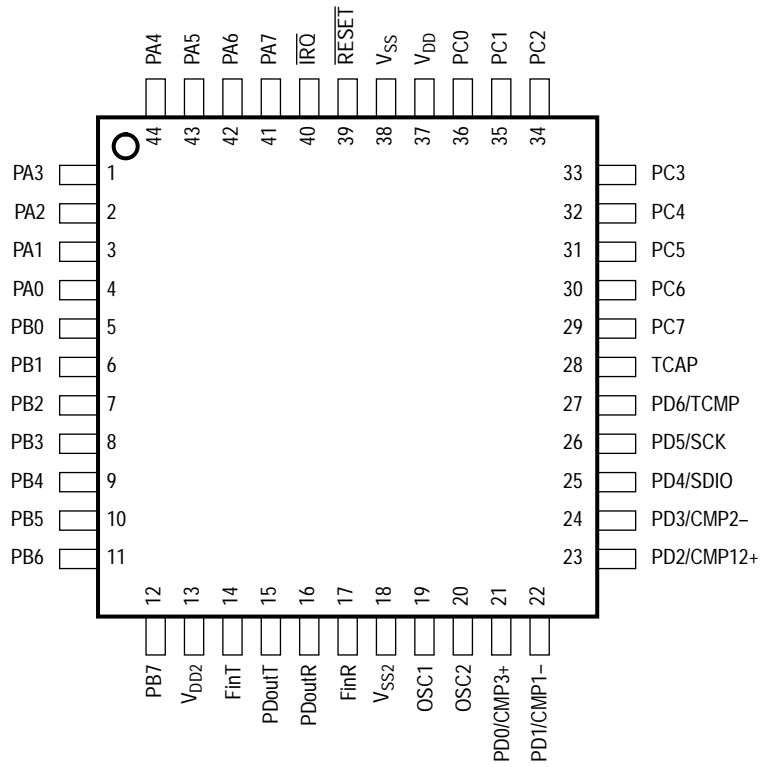 PA4 PA5 PA6 PA7 IRQ RESET VSS VDD PC0 PC1 PC2
44 43 42 41 40 39 38 37 36 35 34
PA3 1 33 PC3
PA2 2 32 PC4
PA1 3 31 PC5
PA0 4 30 PC6
PB0 5 29 PC7
PB1 6 28 TCAP
PB2 7 27 PD6/TCMP
PB3 8 26 PD5/SCK
PB4 9 25 PD4/SDIO
PB5 10 24 PD3/CMP2–
PB6 11 23 PD2/CMP12+
12 13 14 15 16 17 18 19 20 21 22
PB7 VDD2 FinT PDoutT PDoutR FinR VSS2 OSC1 OSC2 PD0/CMP3+ PD1/CMP1–